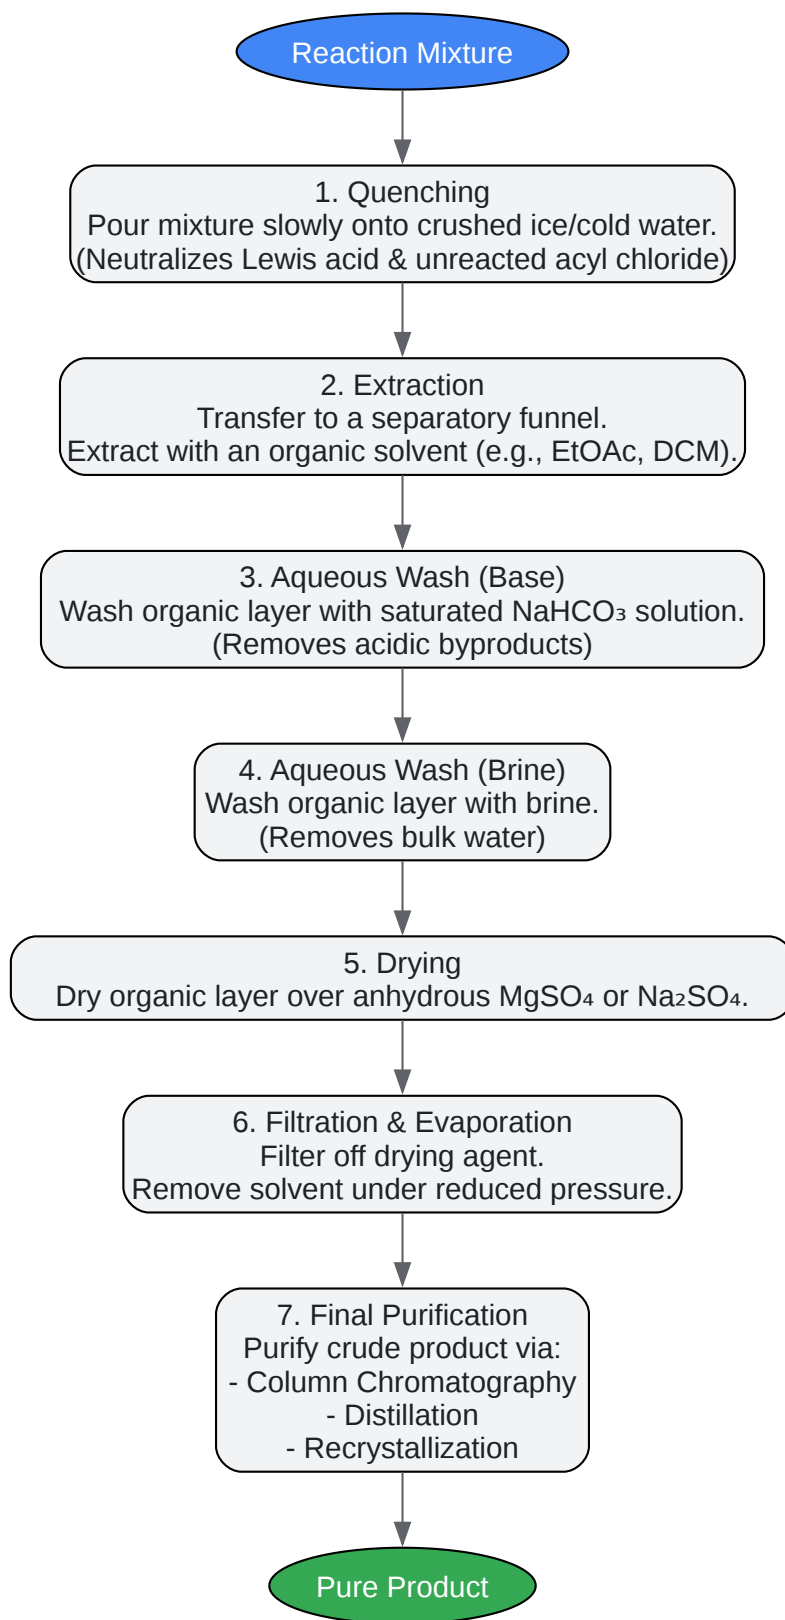 Reaction Mixture
1. Quenching
Pour mixture slowly onto crushed ice/cold water.
(Neutralizes Lewis acid & unreacted acyl chloride)
2. Extraction
Transfer to a separatory funnel.
Extract with an organic solvent (e.g., EtOAc, DCM).
3. Aqueous Wash (Base)
Wash organic layer with saturated NaHCO₃ solution.
(Removes acidic byproducts)
4. Aqueous Wash (Brine)
Wash organic layer with brine.
(Removes bulk water)
5. Drying
Dry organic layer over anhydrous MgSO₄ or Na₂SO₄.
6. Filtration & Evaporation
Filter off drying agent.
Remove solvent under reduced pressure.
7. Final Purification
Purify crude product via:
- Column Chromatography
- Distillation
- Recrystallization
Pure Product